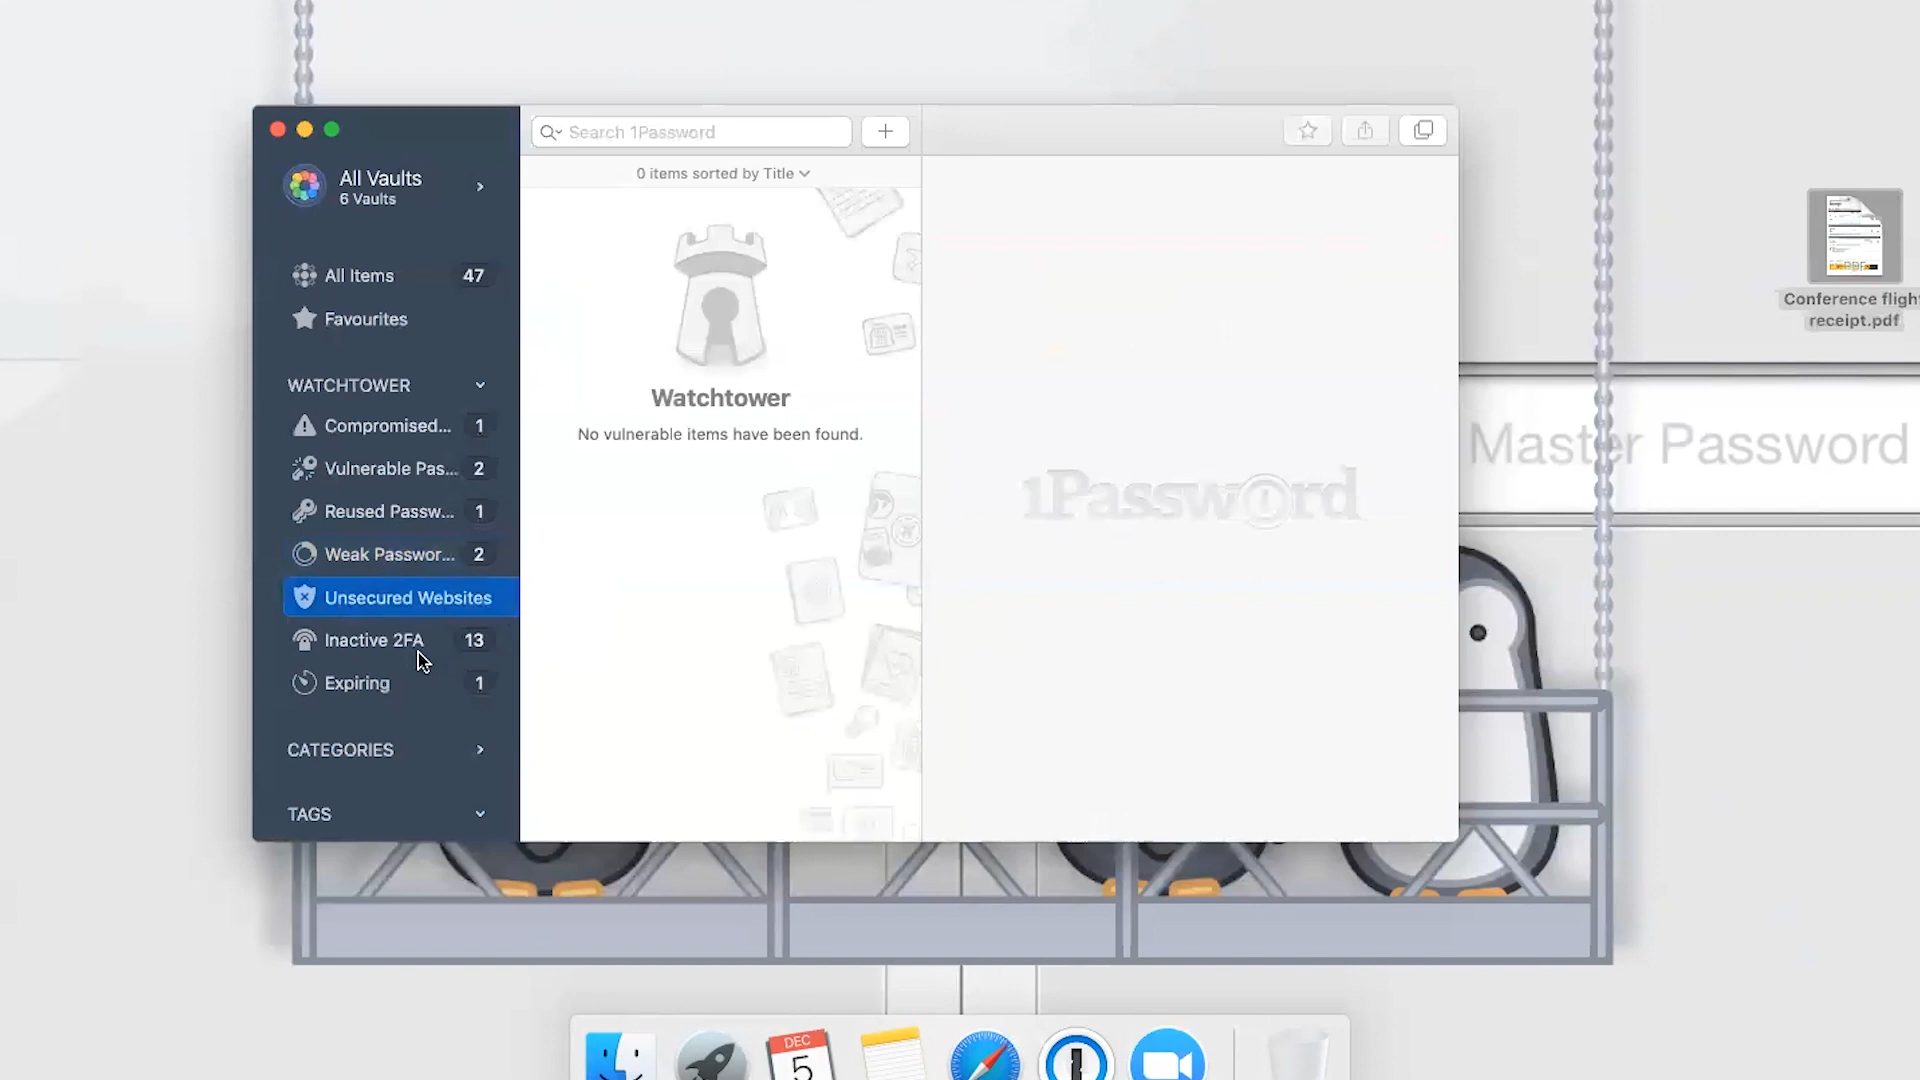 All Vaults
6 Vaults
All Items 47
Favourites
WATCHTOWER
Compromised... 1
Vulnerable Pas... 2
Reused Passw... 1
Weak Passwor... 2
Unsecured Websites
Inactive 2FA 13
Expiring 1
CATEGORIES
TAGS
Search 1Password
0 items sorted by Title
Watchtower
No vulnerable items have been found.
1Password
PDF
Conference fligh
receipt.pdf
Master Password
DEC
5